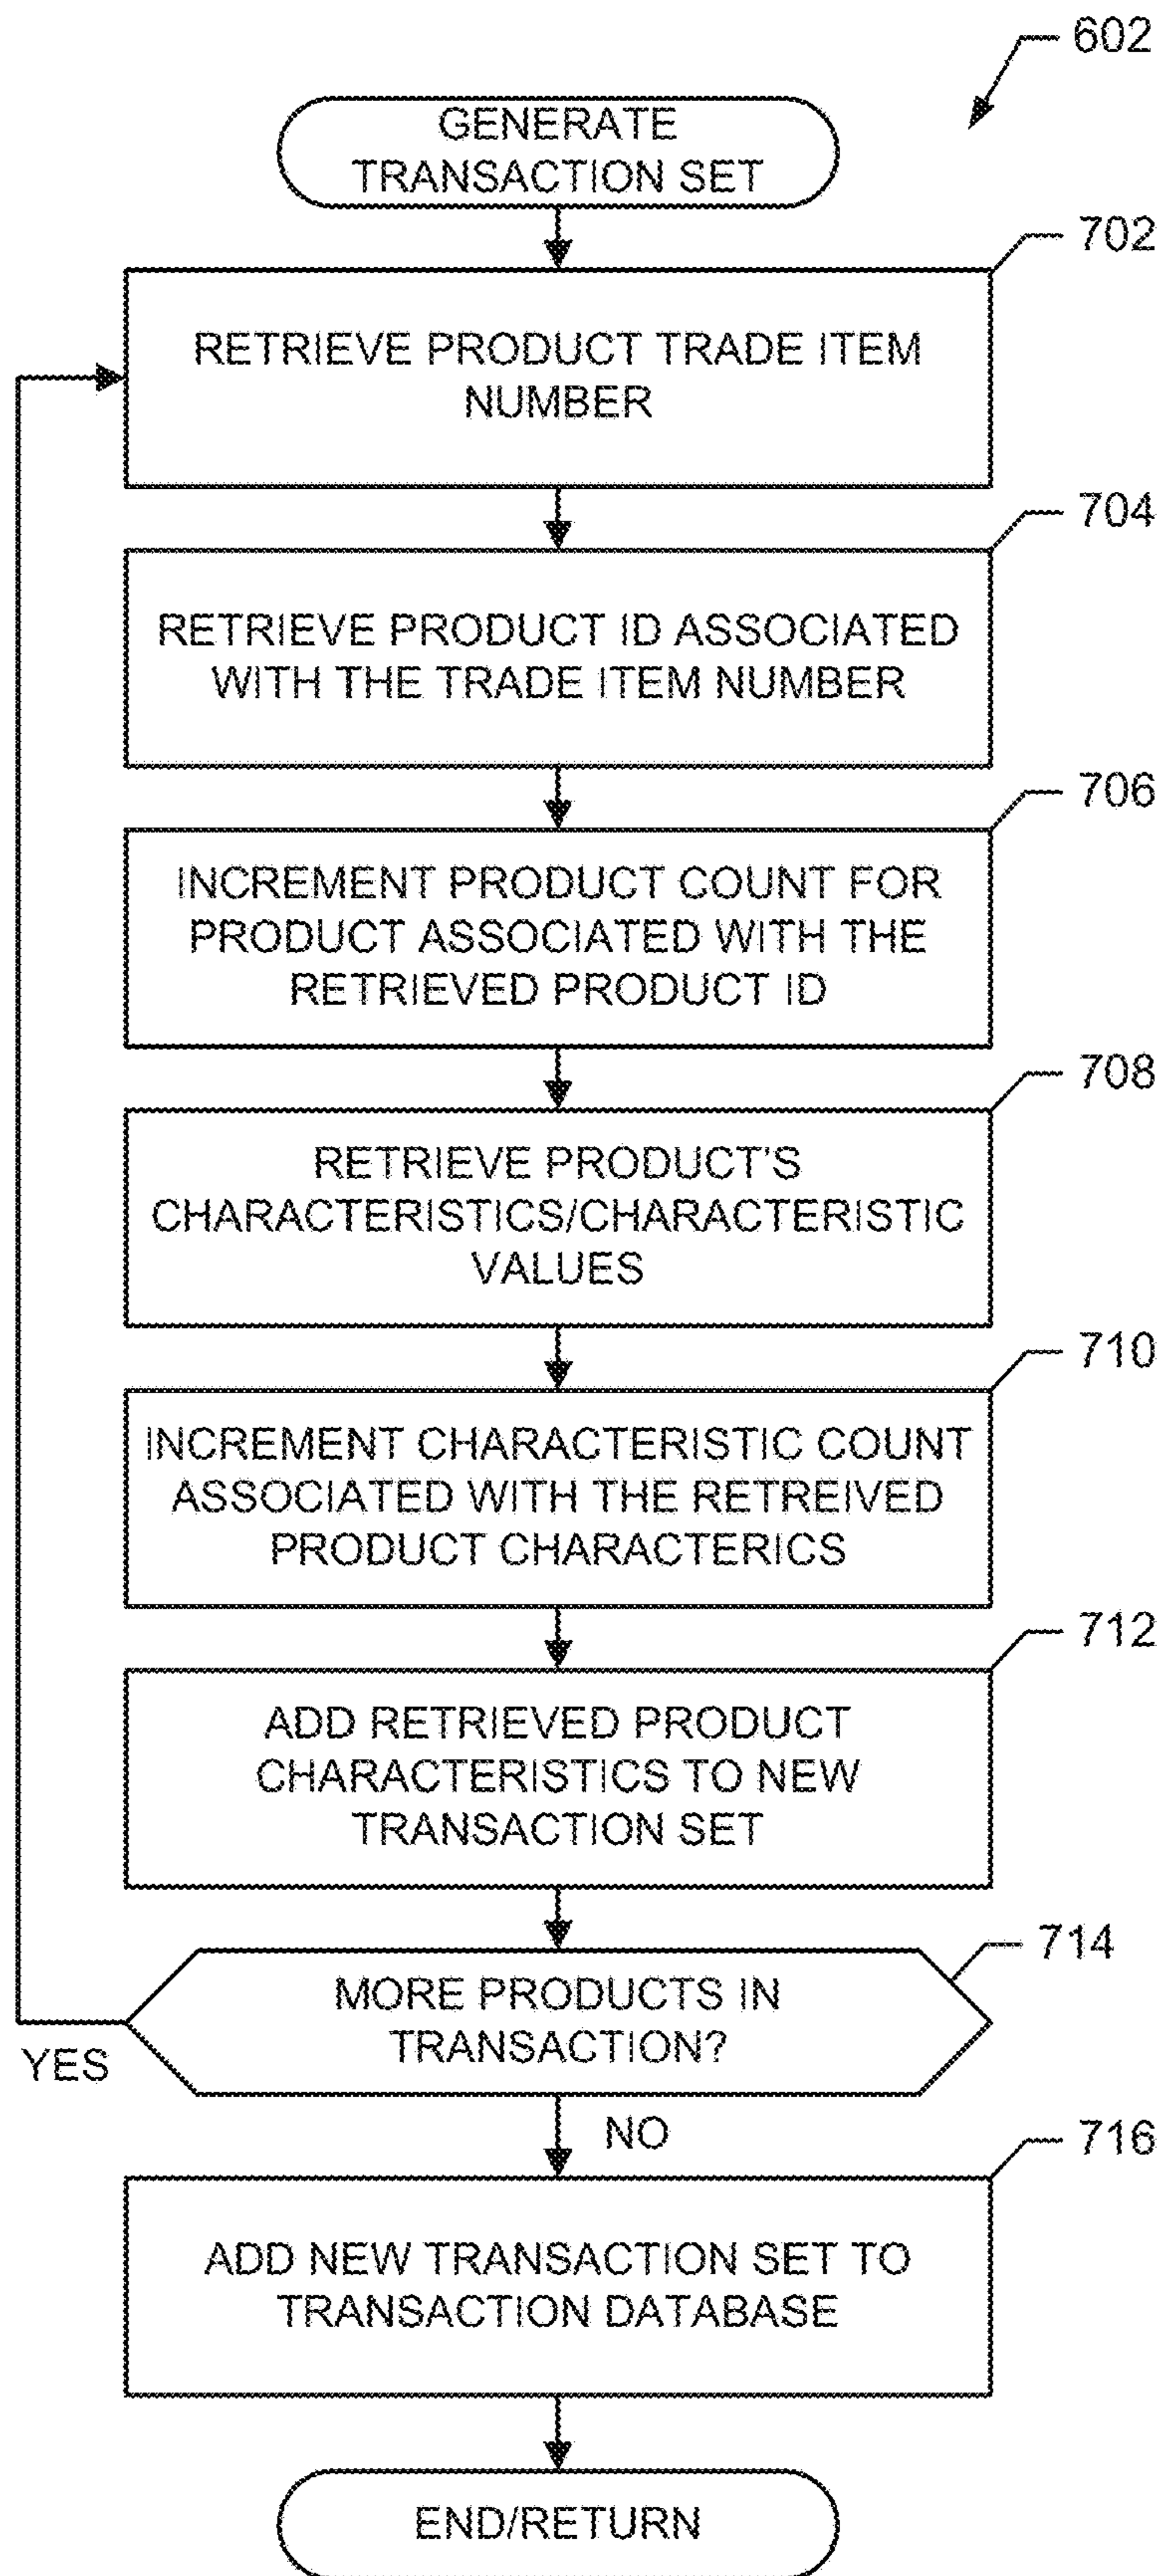 602
GENERATE
TRANSACTION SET
702
RETRIEVE PRODUCT TRADE ITEM
NUMBER
704
RETRIEVE PRODUCT ID ASSOCIATED
WITH THE TRADE ITEM NUMBER
706
INCREMENT PRODUCT COUNT FOR
PRODUCT ASSOCIATED WITH THE
RETRIEVED PRODUCT ID
708
RETRIEVE PRODUCT'S
CHARACTERISTICS/CHARACTERISTIC
VALUES
710
INCREMENT CHARACTERISTIC COUNT
ASSOCIATED WITH THE RETREIVED
PRODUCT CHARACTERICS
712
ADD RETRIEVED PRODUCT
CHARACTERISTICS TO NEW
TRANSACTION SET
714
MORE PRODUCTS IN
TRANSACTION?
YES
NO
716
ADD NEW TRANSACTION SET TO
TRANSACTION DATABASE
END/RETURN